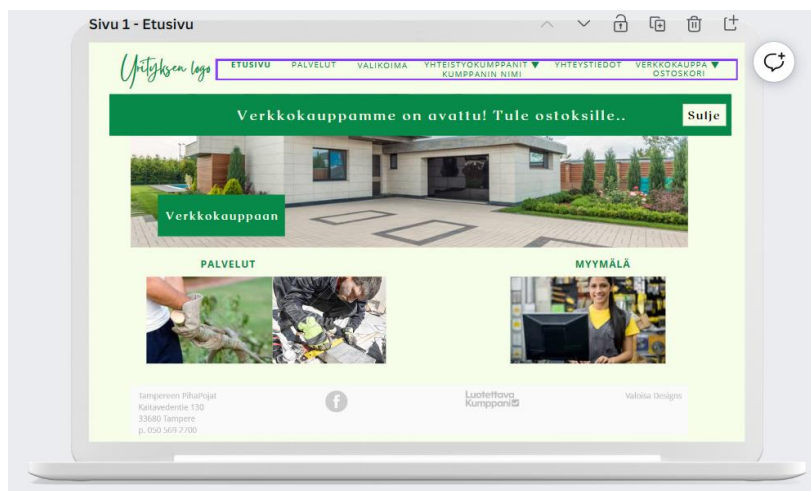 Sivu 1 - Etusivu
Yrityksen logo
ETUSIVU PALVELUT VALIKOIMA YHTEISTYÖKUMPPANIT ▼ YHTEYSTIEDOT VERKKOKAUPPA ▼
KUMPPANIN NIMI OSTOSKORI
Verkkokauppamme on avattu! Tule ostoksille.. Sulje
Verkkokauppaan
PALVELUT MYYMÄLÄ
Tampereen PihaPojat
Kaitavedentie 130
33680 Tampere
p. 050 569 2700
f
Luotettava
Kumppani
Valoisa Designs